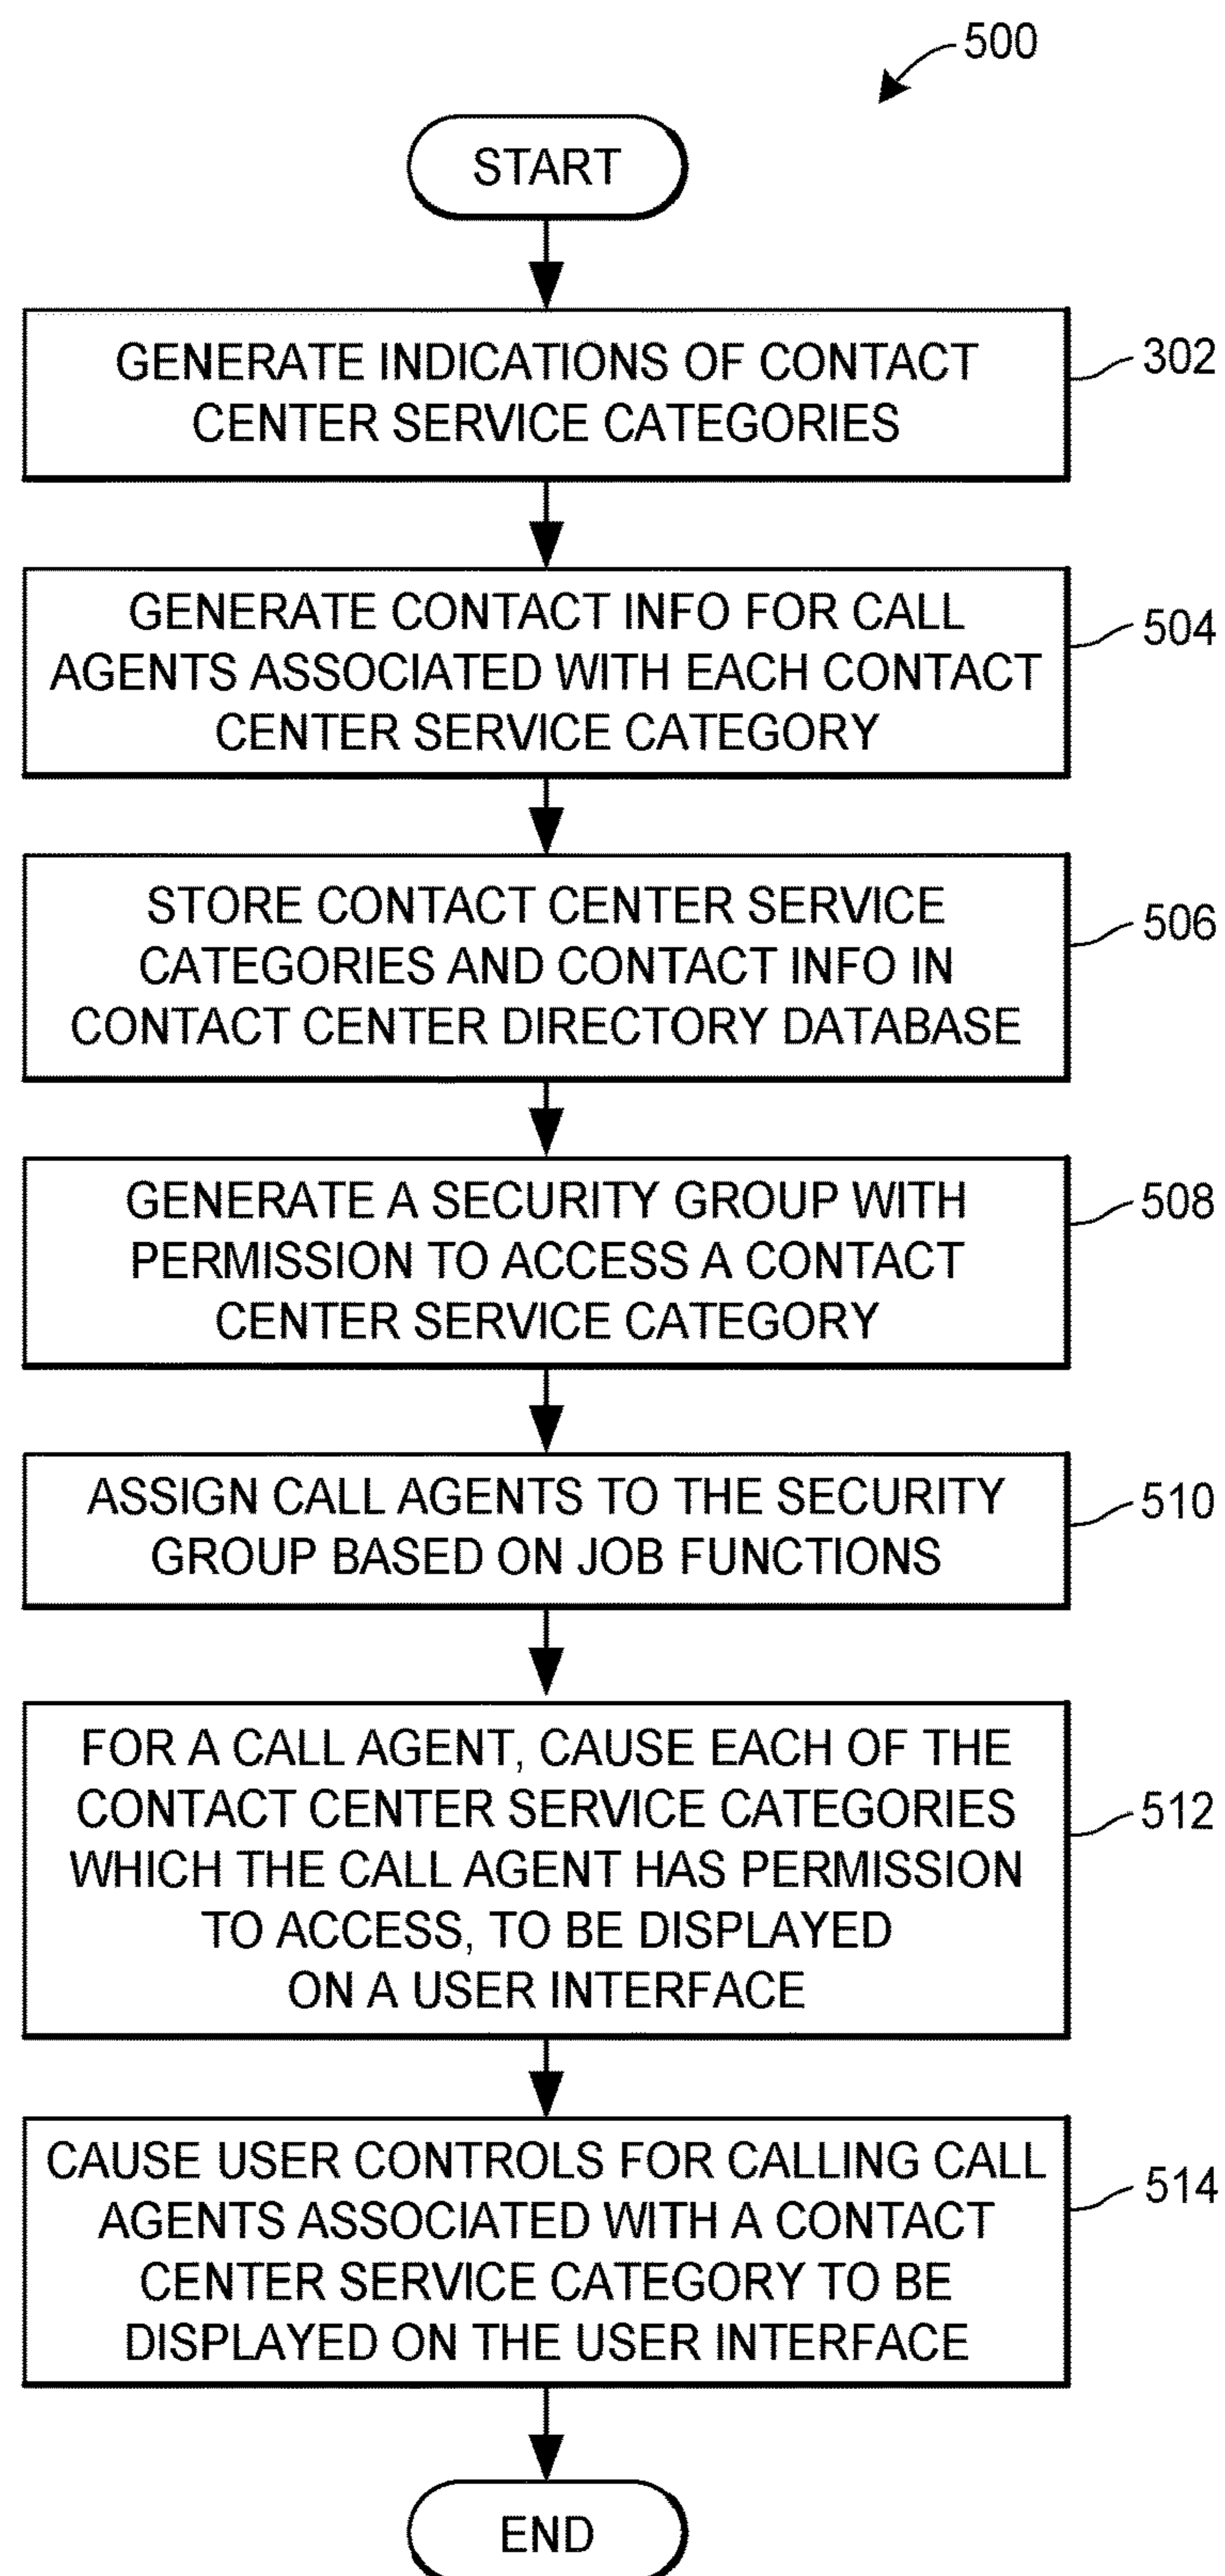 500
START
GENERATE INDICATIONS OF CONTACT
CENTER SERVICE CATEGORIES
302
GENERATE CONTACT INFO FOR CALL
AGENTS ASSOCIATED WITH EACH CONTACT
CENTER SERVICE CATEGORY
504
STORE CONTACT CENTER SERVICE
CATEGORIES AND CONTACT INFO IN
CONTACT CENTER DIRECTORY DATABASE
506
GENERATE A SECURITY GROUP WITH
PERMISSION TO ACCESS A CONTACT
CENTER SERVICE CATEGORY
508
ASSIGN CALL AGENTS TO THE SECURITY
GROUP BASED ON JOB FUNCTIONS
510
FOR A CALL AGENT, CAUSE EACH OF THE
CONTACT CENTER SERVICE CATEGORIES
WHICH THE CALL AGENT HAS PERMISSION
TO ACCESS, TO BE DISPLAYED
ON A USER INTERFACE
512
CAUSE USER CONTROLS FOR CALLING CALL
AGENTS ASSOCIATED WITH A CONTACT
CENTER SERVICE CATEGORY TO BE
DISPLAYED ON THE USER INTERFACE
514
END